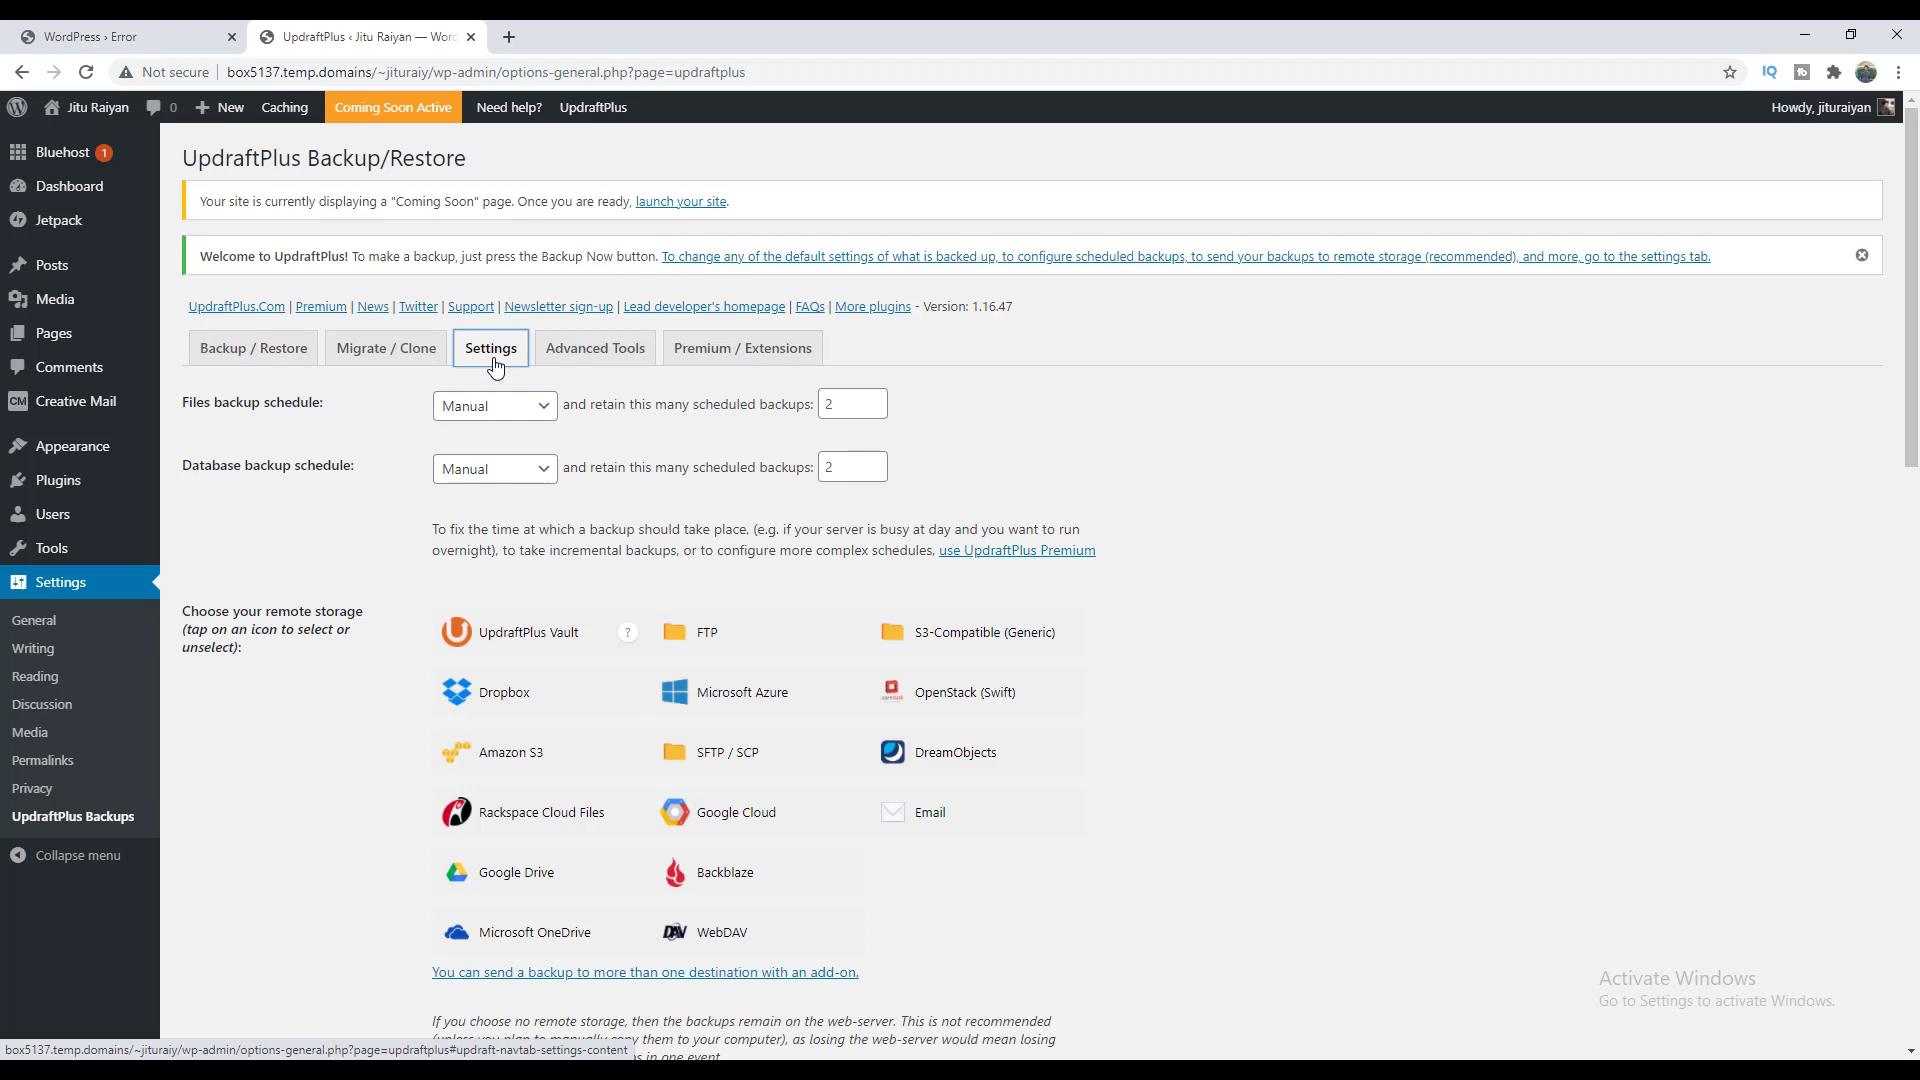 WordPress › Error
UpdraftPlus ‹ Jitu Raiyan — Wor
Not secure
box5137.temp.domains/~jituraiy/wp-admin/options-general.php?page=updraftplus
IQ
Jitu Raiyan
0
New
Caching
Coming Soon Active
Need help?
UpdraftPlus
Howdy, jituraiyan
Bluehost 1
Dashboard
Jetpack
Posts
Media
Pages
Comments
CM Creative Mail
Appearance
Plugins
Users
Tools
Settings
General
Writing
Reading
Discussion
Media
Permalinks
Privacy
UpdraftPlus Backups
Collapse menu
UpdraftPlus Backup/Restore
Your site is currently displaying a "Coming Soon" page. Once you are ready, launch your site.
Welcome to UpdraftPlus! To make a backup, just press the Backup Now button. To change any of the default settings of what is backed up, to configure scheduled backups, to send your backups to remote storage (recommended), and more, go to the settings tab.
UpdraftPlus.Com | Premium | News | Twitter | Support | Newsletter sign-up | Lead developer's homepage | FAQs | More plugins - Version: 1.16.47
Backup / Restore
Migrate / Clone
Settings
Advanced Tools
Premium / Extensions
Files backup schedule:
Manual
and retain this many scheduled backups:
2
Database backup schedule:
Manual
and retain this many scheduled backups:
2
To fix the time at which a backup should take place, (e.g. if your server is busy at day and you want to run
overnight), to take incremental backups, or to configure more complex schedules, use UpdraftPlus Premium
Choose your remote storage
(tap on an icon to select or
unselect):
UpdraftPlus Vault
?
FTP
S3-Compatible (Generic)
Dropbox
Microsoft Azure
OpenStack (Swift)
Amazon S3
SFTP / SCP
DreamObjects
Rackspace Cloud Files
Google Cloud
Email
Google Drive
Backblaze
Microsoft OneDrive
DAV WebDAV
You can send a backup to more than one destination with an add-on.
If you choose no remote storage, then the backups remain on the web-server. This is not recommended
(unless you plan to manually copy them to your computer), as losing the web-server would mean losing
s in one event.
box5137.temp.domains/~jituraiy/wp-admin/options-general.php?page=updraftplus#updraft-navtab-settings-content
Activate Windows
Go to Settings to activate Windows.